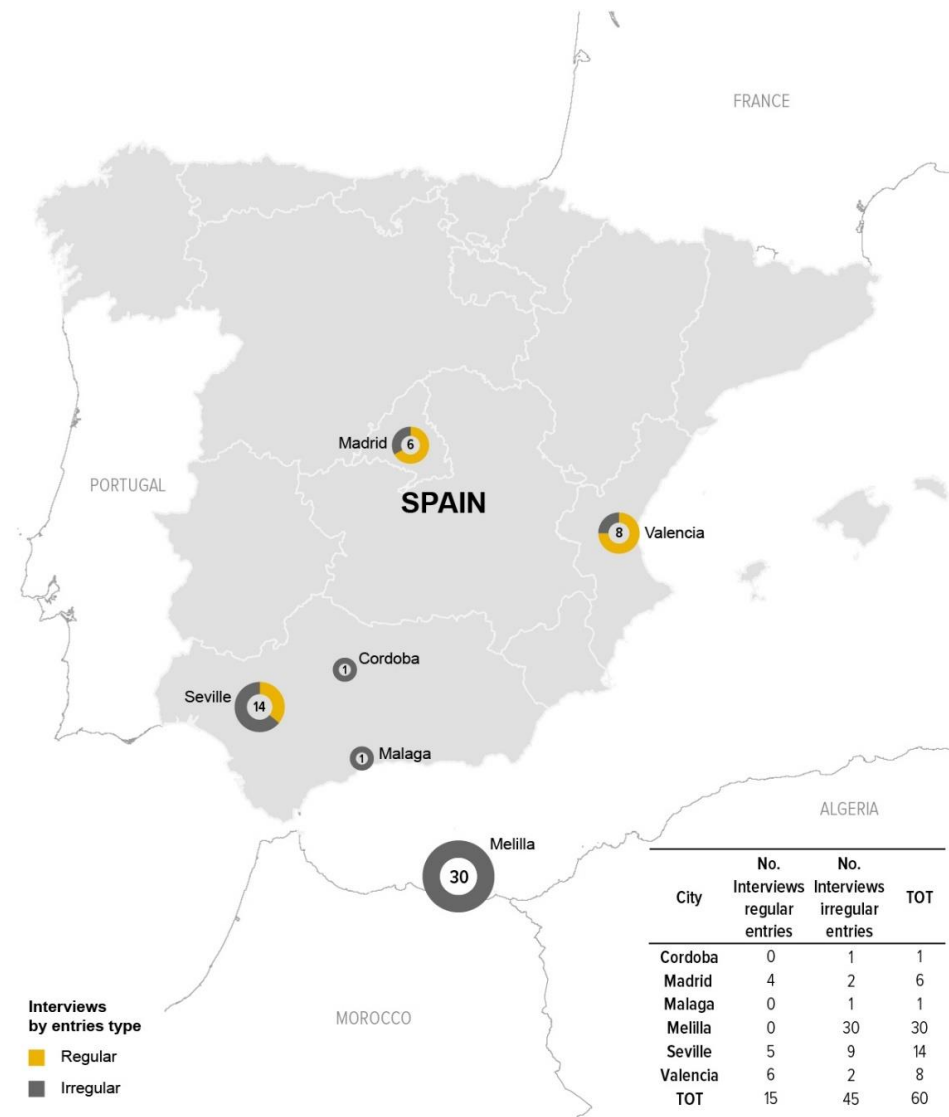 FRANCE
Madrid
6
PORTUGAL
SPAIN
8
Valencia
Cordoba
1
Seville
14
1
Malaga
ALGERIA
Melilla
30
MOROCCO
Interviews
by entries type
Regular
Irregular
City No. Interviews regular entries No. Interviews irregular entries TOT
Cordoba 0 1 1
Madrid 4 2 6
Malaga 0 1 1
Melilla 0 30 30
Seville 5 9 14
Valencia 6 2 8
TOT 15 45 60